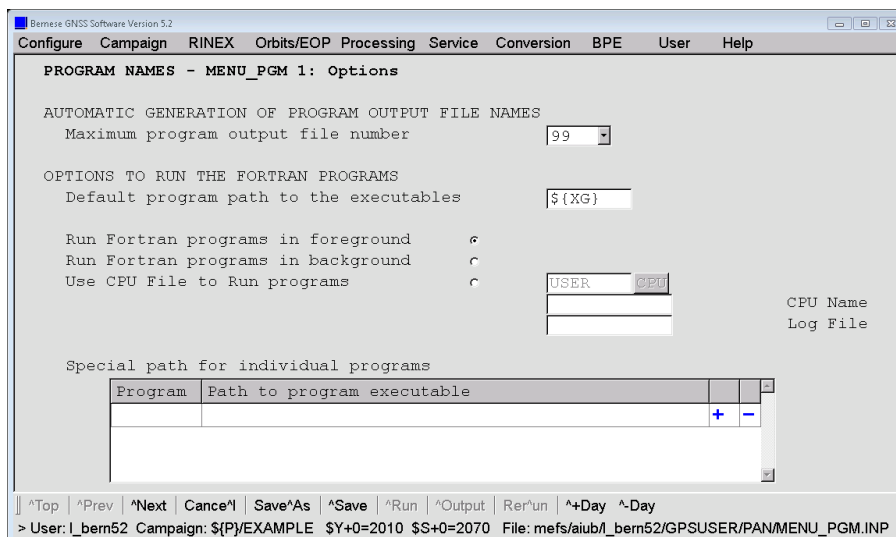 Bernese GNSS Software Version 5.2
Configure Campaign RINEX Orbits/EOP Processing Service Conversion BPE User Help
PROGRAM NAMES - MENU_PGM 1: Options
AUTOMATIC GENERATION OF PROGRAM OUTPUT FILE NAMES
Maximum program output file number 99
OPTIONS TO RUN THE FORTRAN PROGRAMS
Default program path to the executables ${XG}
Run Fortran programs in foreground
Run Fortran programs in background
Use CPU File to Run programs USER CPU
CPU Name
Log File
Special path for individual programs
Program Path to program executable
+ -
^Top ^Prev ^Next Cance^l Save^As ^Save ^Run ^Output Rer^un ^+Day ^-Day
> User: l_bern52 Campaign: ${P}/EXAMPLE $Y+0=2010 $S+0=2070 File: mefs/aiub/l_bern52/GPSUSER/PAN/MENU_PGM.INP